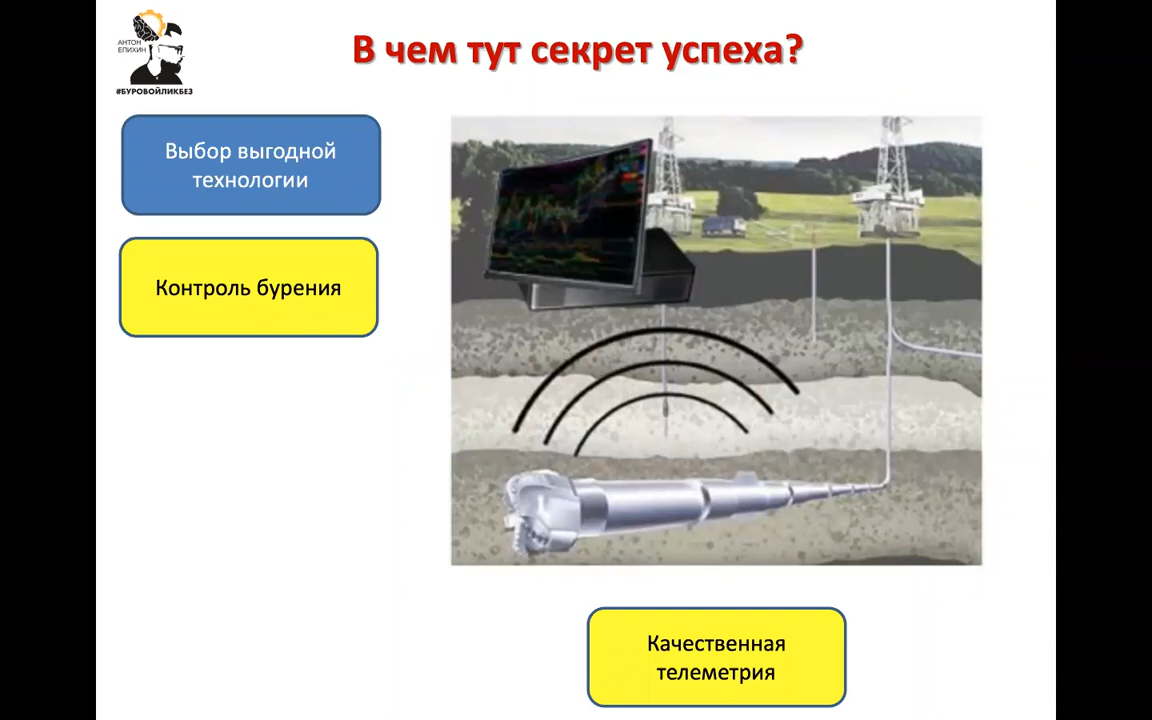 АНТОН
ЕПИХИН
#БУРОВОЙЛИКБЕЗ
В чем тут секрет успеха?
Выбор выгодной
технологии
Контроль бурения
Качественная
телеметрия